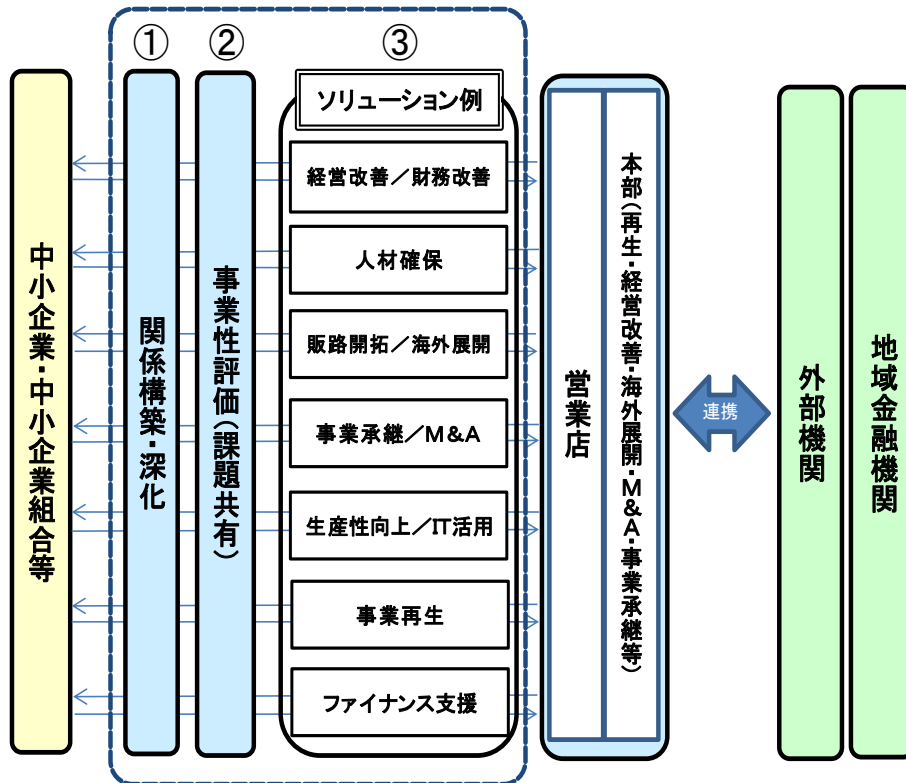 ①
②
③
中小企業・中小企業組合等
関係構築・深化
事業性評価(課題共有)
ソリューション例
経営改善／財務改善
人材確保
販路開拓／海外展開
事業承継／M＆A
生産性向上／IT活用
事業再生
ファイナンス支援
営業店
本部(再生・経営改善・海外展開・M＆A・事業承継等)
連携
外部機関
地域金融機関